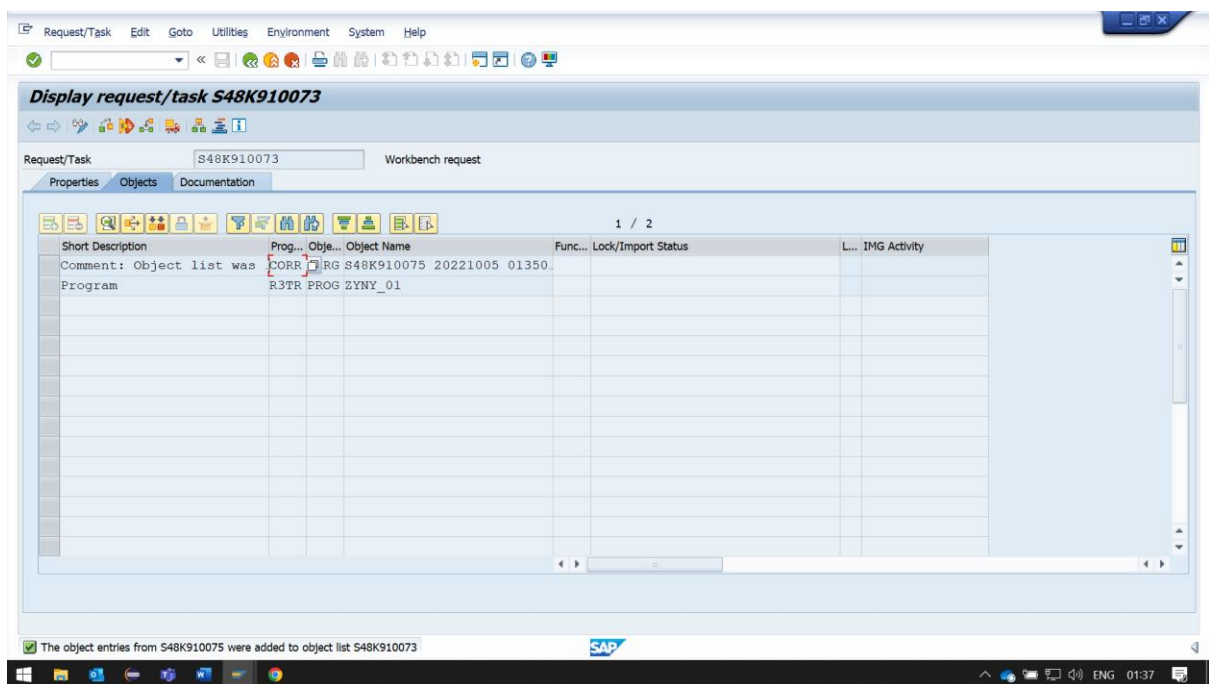 Request/Task Edit Goto Utilities Environment System Help
Display request/task S48K910073
Request/Task S48K910073 Workbench request
Properties Objects Documentation
1 / 2
Short Description Prog... Obje... Object Name Func... Lock/Import Status L... IMG Activity
Comment: Object list was CORR RG S48K910075 20221005 01350
Program R3TR PROG ZYNY_01
The object entries from S48K910075 were added to object list S48K910073
SAP
ENG 01:37